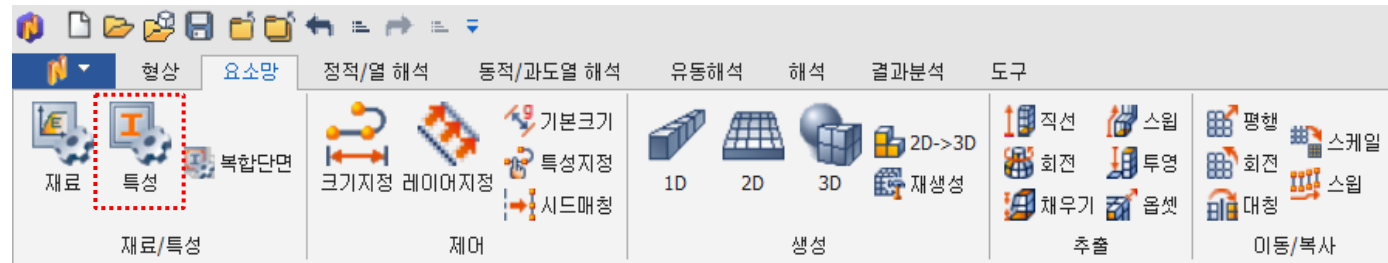 형상 요소망 정적/열 해석 동적/과도열 해석 유동해석 해석 결과분석 도구
재료 특성 복합단면
재료/특성
크기지정 레이어지정 기본크기
특성지정
시드매칭
제어
1D 2D 3D 2D->3D
재생성
생성
직선 스윕
회전 투영
채우기 옵셋
추출
평행 스케일
회전 스윕
대칭
이동/복사